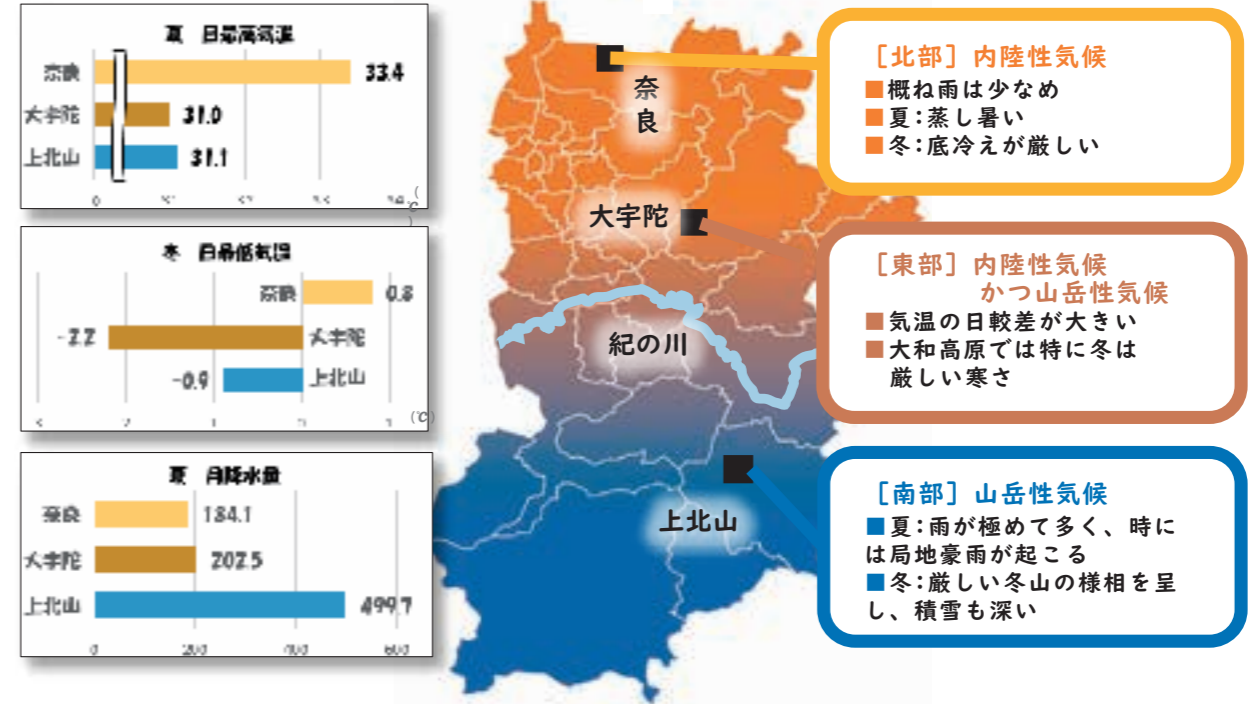 夏　日最高気温
奈良
33.4
大宇陀
31.0
上北山
31.1
0
31
32
33
34
(℃)
冬　日最低気温
奈良
0.8
-2.2
大宇陀
-0.9
上北山
(℃)
夏　月降水量
奈良
184.1
大宇陀
202.5
上北山
499.7
0
200
400
600
奈良
大宇陀
紀の川
上北山
［北部］内陸性気候
■概ね雨は少なめ
■夏:蒸し暑い
■冬:底冷えが厳しい
［東部］内陸性気候
かつ山岳性気候
■気温の日較差が大きい
■大和高原では特に冬は
厳しい寒さ
［南部］山岳性気候
■夏:雨が極めて多く、時に
は局地豪雨が起こる
■冬:厳しい冬山の様相を呈
し、積雪も深い